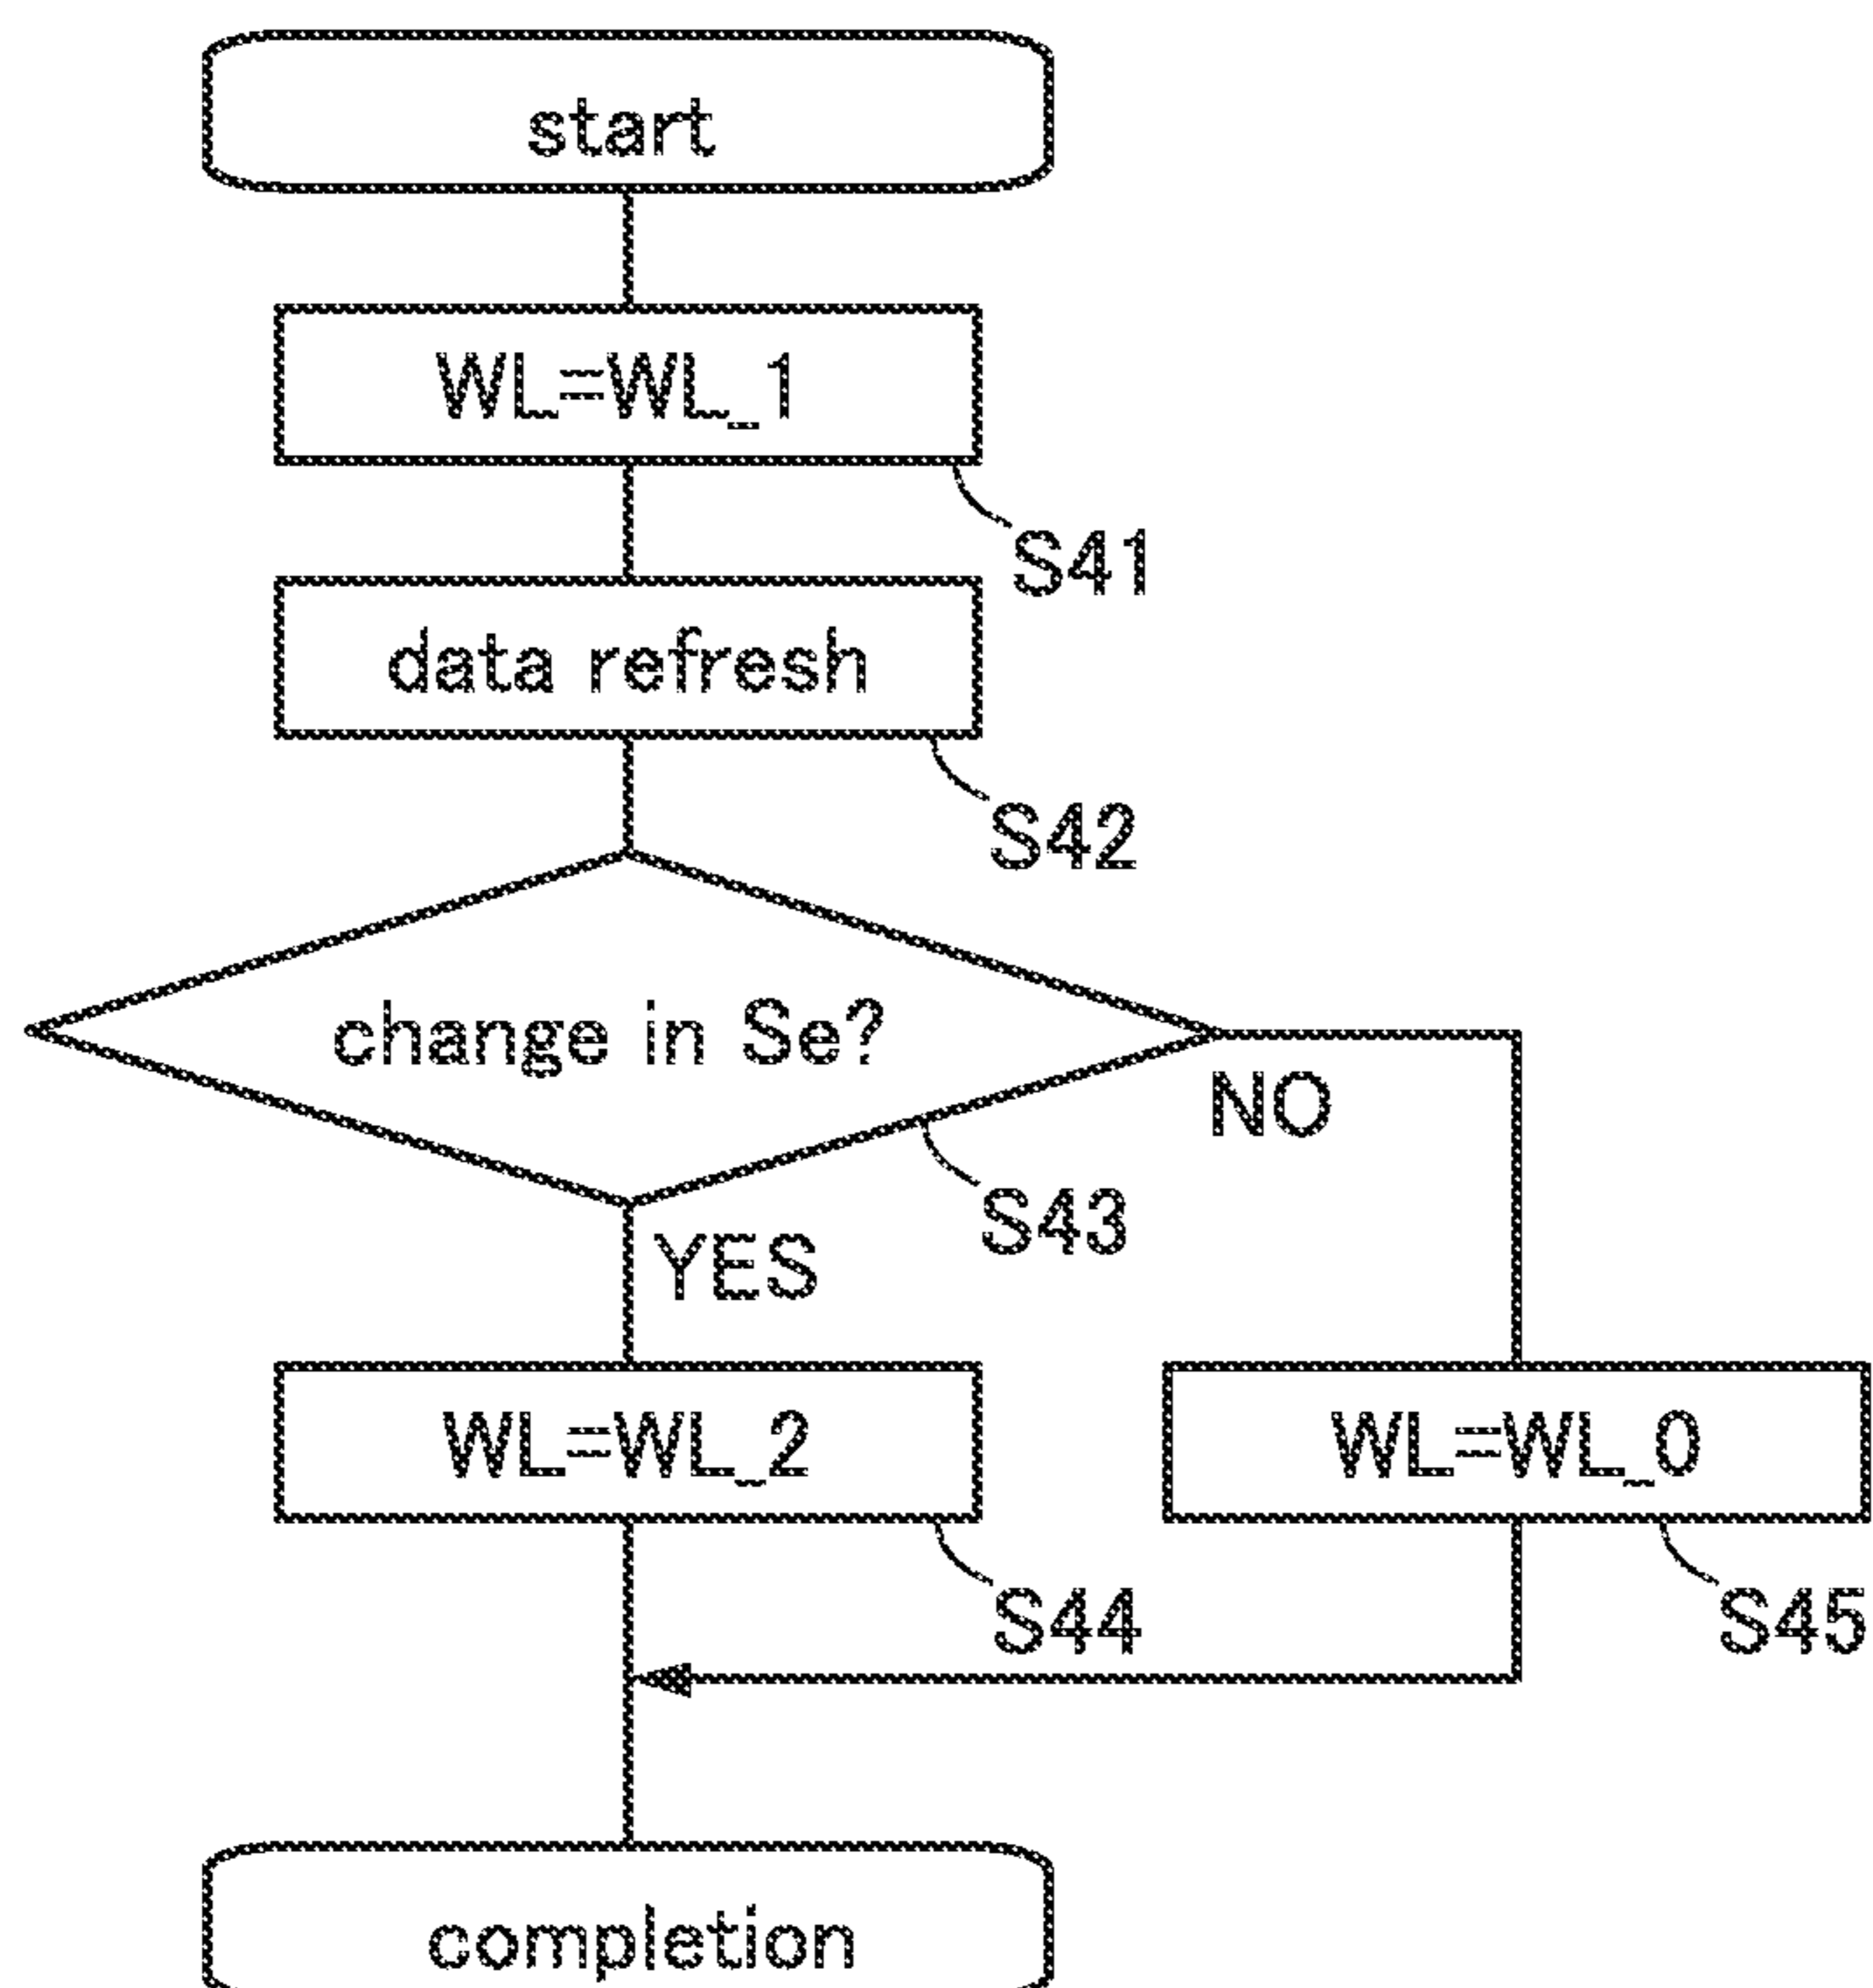 start
WL=WL_1
S41
data refresh
S42
change in Se?
NO
S43
YES
WL=WL_2
WL=WL_0
S44
S45
completion